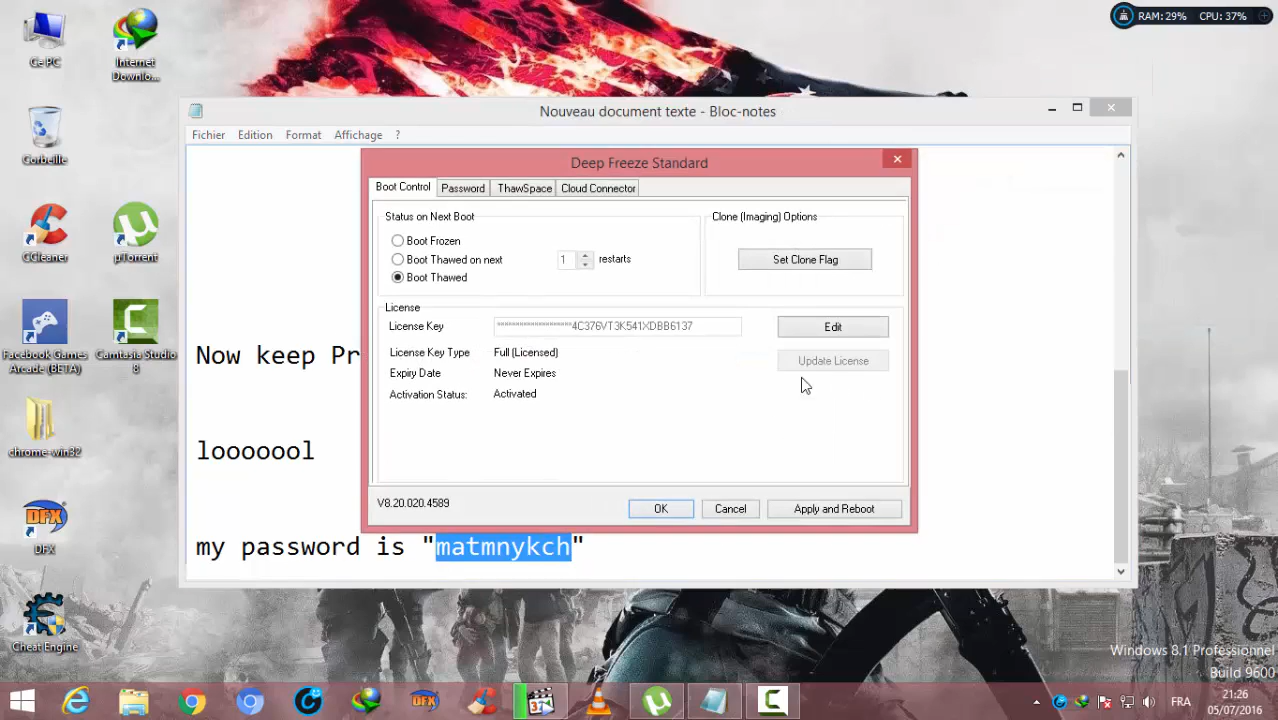 RAM: 29% CPU: 37%
Ce PC
Internet
Downlo...
Corbeille
CCleaner
µTorrent
Facebook Games
Arcade (BETA)
Camtasia Studio
8
chrome-win32
DFX
Cheat Engine
Nouveau document texte - Bloc-notes
Fichier Edition Format Affichage ?
Now keep Pr
looooool
my password is "matmnykch"
Deep Freeze Standard
Boot Control Password ThawSpace Cloud Connector
Status on Next Boot
Boot Frozen
Boot Thawed on next 1 restarts
Boot Thawed
Clone (Imaging) Options
Set Clone Flag
License
License Key ********************4C376VT3K541XDBB6137 Edit
License Key Type Full (Licensed) Update License
Expiry Date Never Expires
Activation Status: Activated
V8.20.020.4589
OK Cancel Apply and Reboot
Windows 8.1 Professionnel
Build 9600
FRA
21:26
05/07/2016